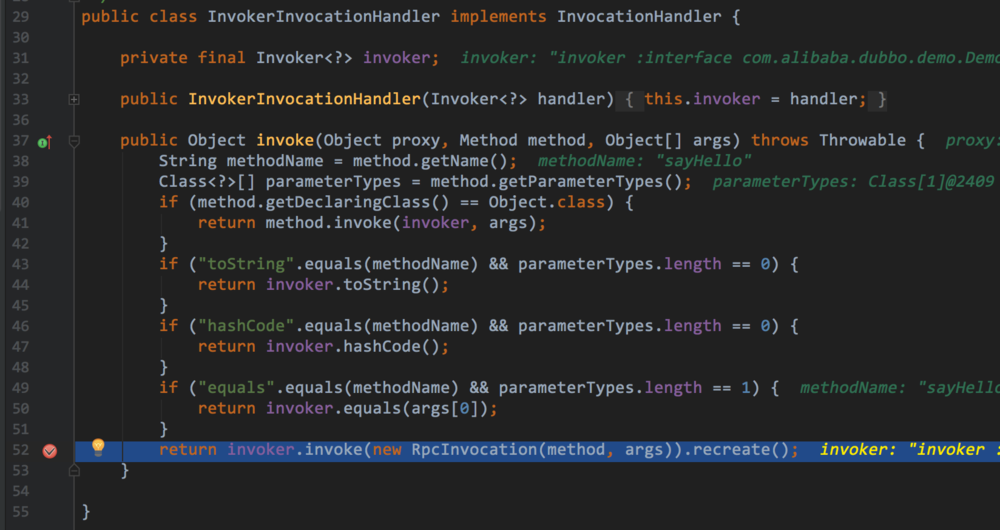 29 public class InvokerInvocationHandler implements InvocationHandler {
30
31 private final Invoker<?> invoker; invoker: "invoker :interface com.alibaba.dubbo.demo.Demo
32
33 public InvokerInvocationHandler(Invoker<?> handler) { this.invoker = handler; }
36
37 public Object invoke(Object proxy, Method method, Object[] args) throws Throwable { proxy:
38 String methodName = method.getName(); methodName: "sayHello"
39 Class<?>[] parameterTypes = method.getParameterTypes(); parameterTypes: Class[1]@2409
40 if (method.getDeclaringClass() == Object.class) {
41 return method.invoke(invoker, args);
42 }
43 if ("toString".equals(methodName) && parameterTypes.length == 0) {
44 return invoker.toString();
45 }
46 if ("hashCode".equals(methodName) && parameterTypes.length == 0) {
47 return invoker.hashCode();
48 }
49 if ("equals".equals(methodName) && parameterTypes.length == 1) { methodName: "sayHello
50 return invoker.equals(args[0]);
51 }
52 return invoker.invoke(new RpcInvocation(method, args)).recreate(); invoker: "invoker :
53 }
54
55 }